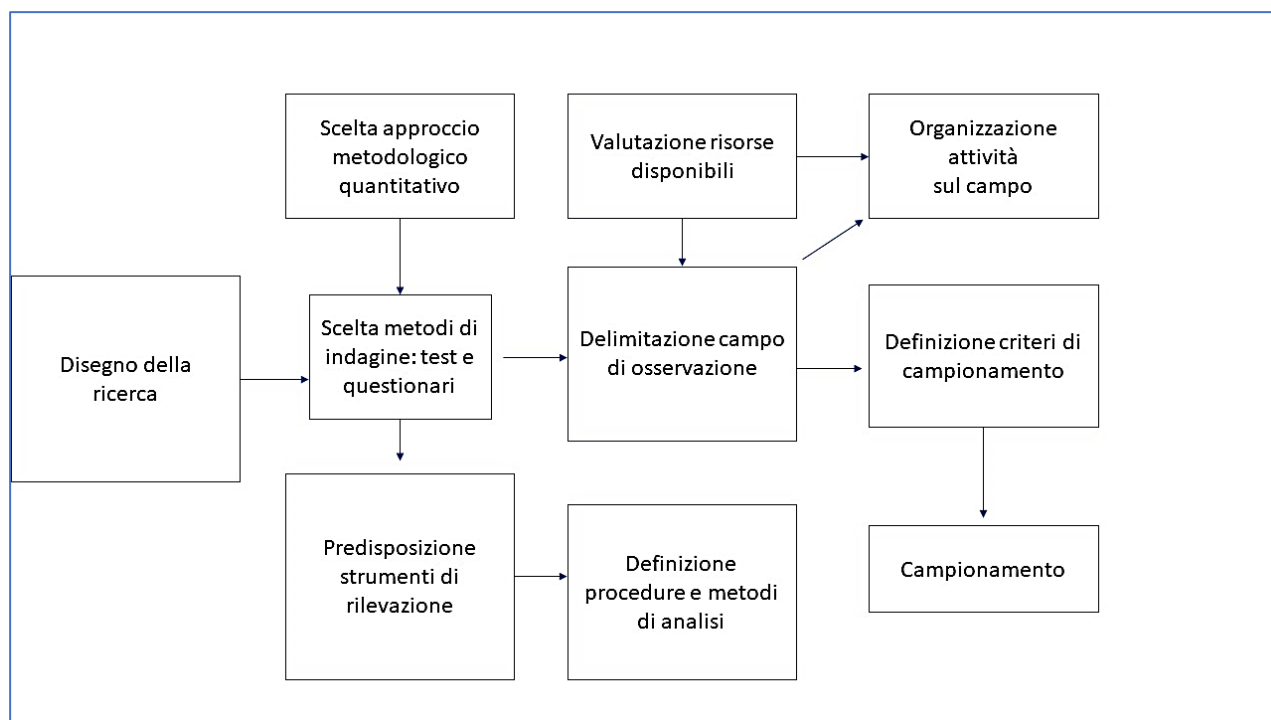 Scelta approccio
metodologico
quantitativo
Valutazione risorse
disponibili
Organizzazione
attività
sul campo
Disegno della
ricerca
Scelta metodi di
indagine: test e
questionari
Delimitazione campo
di osservazione
Definizione criteri di
campionamento
Predisposizione
strumenti di
rilevazione
Definizione
procedure e metodi
di analisi
Campionamento